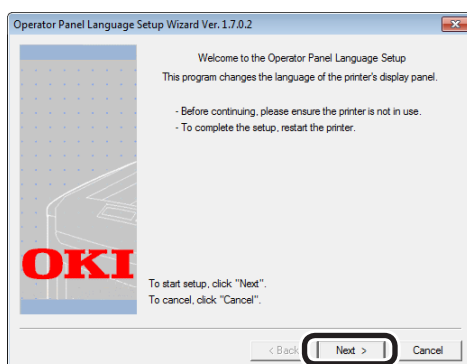 Operator Panel Language Setup Wizard Ver. 1.7.0.2
Welcome to the Operator Panel Language Setup
This program changes the language of the printer's display panel.
- Before continuing, please ensure the printer is not in use.
- To complete the setup, restart the printer.
OKI
To start setup, click "Next".
To cancel, click "Cancel".
< Back Next > Cancel